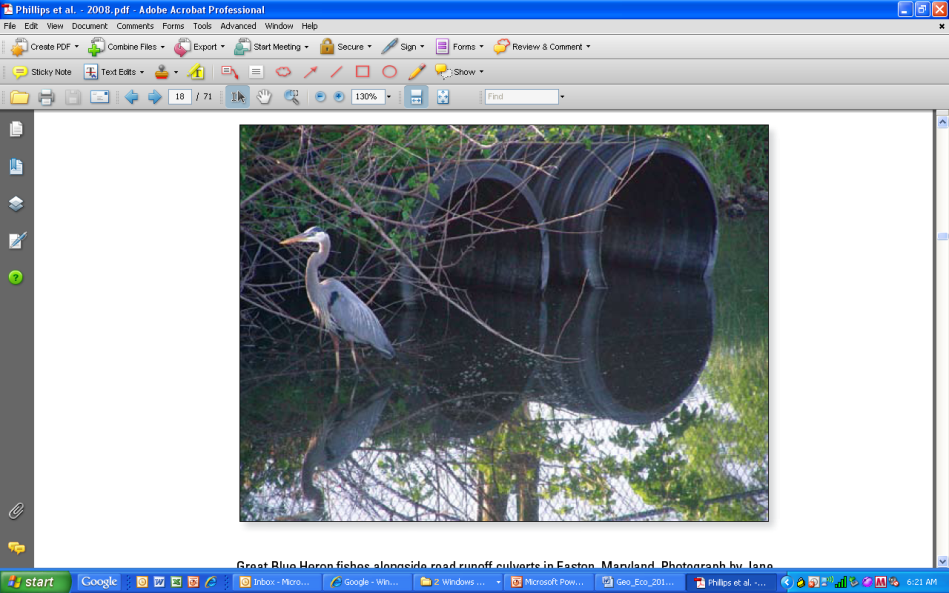 Phillips et al. - 2008.pdf - Adobe Acrobat Professional
File Edit View Document Comments Forms Tools Advanced Window Help
Create PDF Combine Files Export Start Meeting Secure Sign Forms Review & Comment
Sticky Note Text Edits Show
18 / 71 130% Find
Great Blue Heron fishes alongside road runoff culverts in Easton, Maryland. Photograph by Jane
start Google Inbox - Micro... Google - Win... 2 Windows ... Microsoft Pow... Geo_Eco_201... Phillips et al. -... 6:21 AM